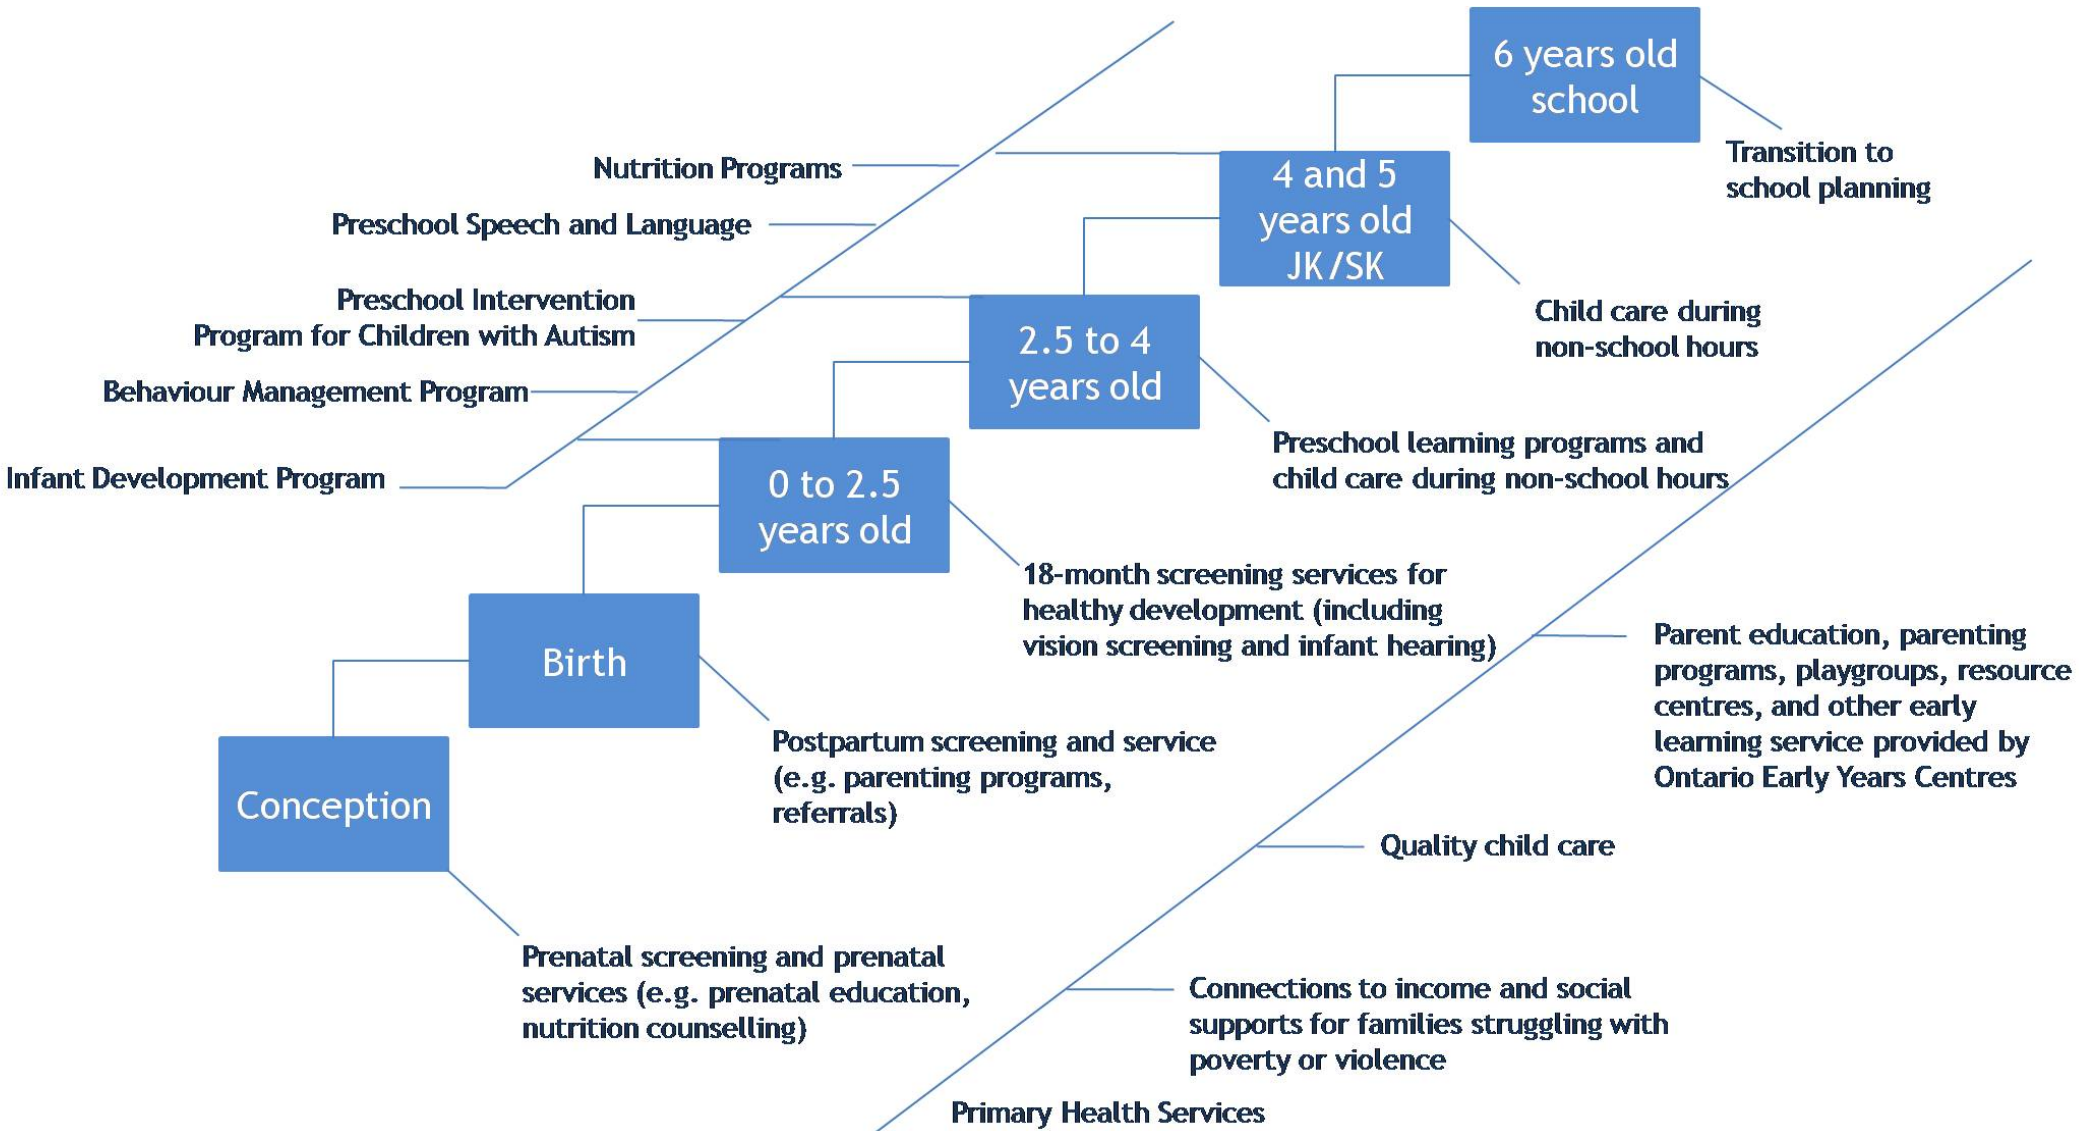 6 years old
school
Transition to
school planning
Nutrition Programs
4 and 5
years old
JK/SK
Preschool Speech and Language
Child care during
non-school hours
Preschool Intervention
Program for Children with Autism
2.5 to 4
years old
Behaviour Management Program
Preschool learning programs and
child care during non-school hours
Infant Development Program
0 to 2.5
years old
18-month screening services for
healthy development (including
vision screening and infant hearing)
Parent education, parenting
programs, playgroups, resource
centres, and other early
learning service provided by
Ontario Early Years Centres
Birth
Postpartum screening and service
(e.g. parenting programs,
referrals)
Conception
Quality child care
Prenatal screening and prenatal
services (e.g. prenatal education,
nutrition counselling)
Connections to income and social
supports for families struggling with
poverty or violence
Primary Health Services